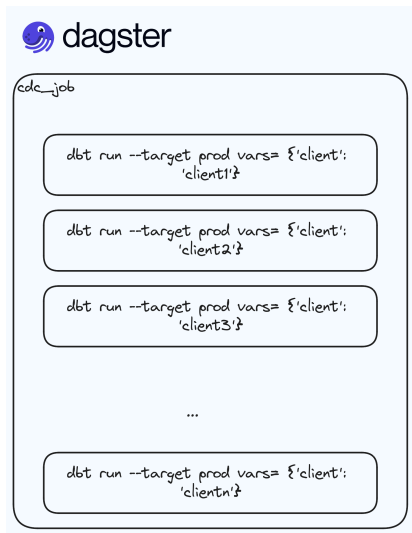 dagster
cdc_job
dbt run --target prod vars= {'client':
'client1'}
dbt run --target prod vars= {'client':
'client2'}
dbt run --target prod vars= {'client':
'client3'}
...
dbt run --target prod vars= {'client':
'clientn'}